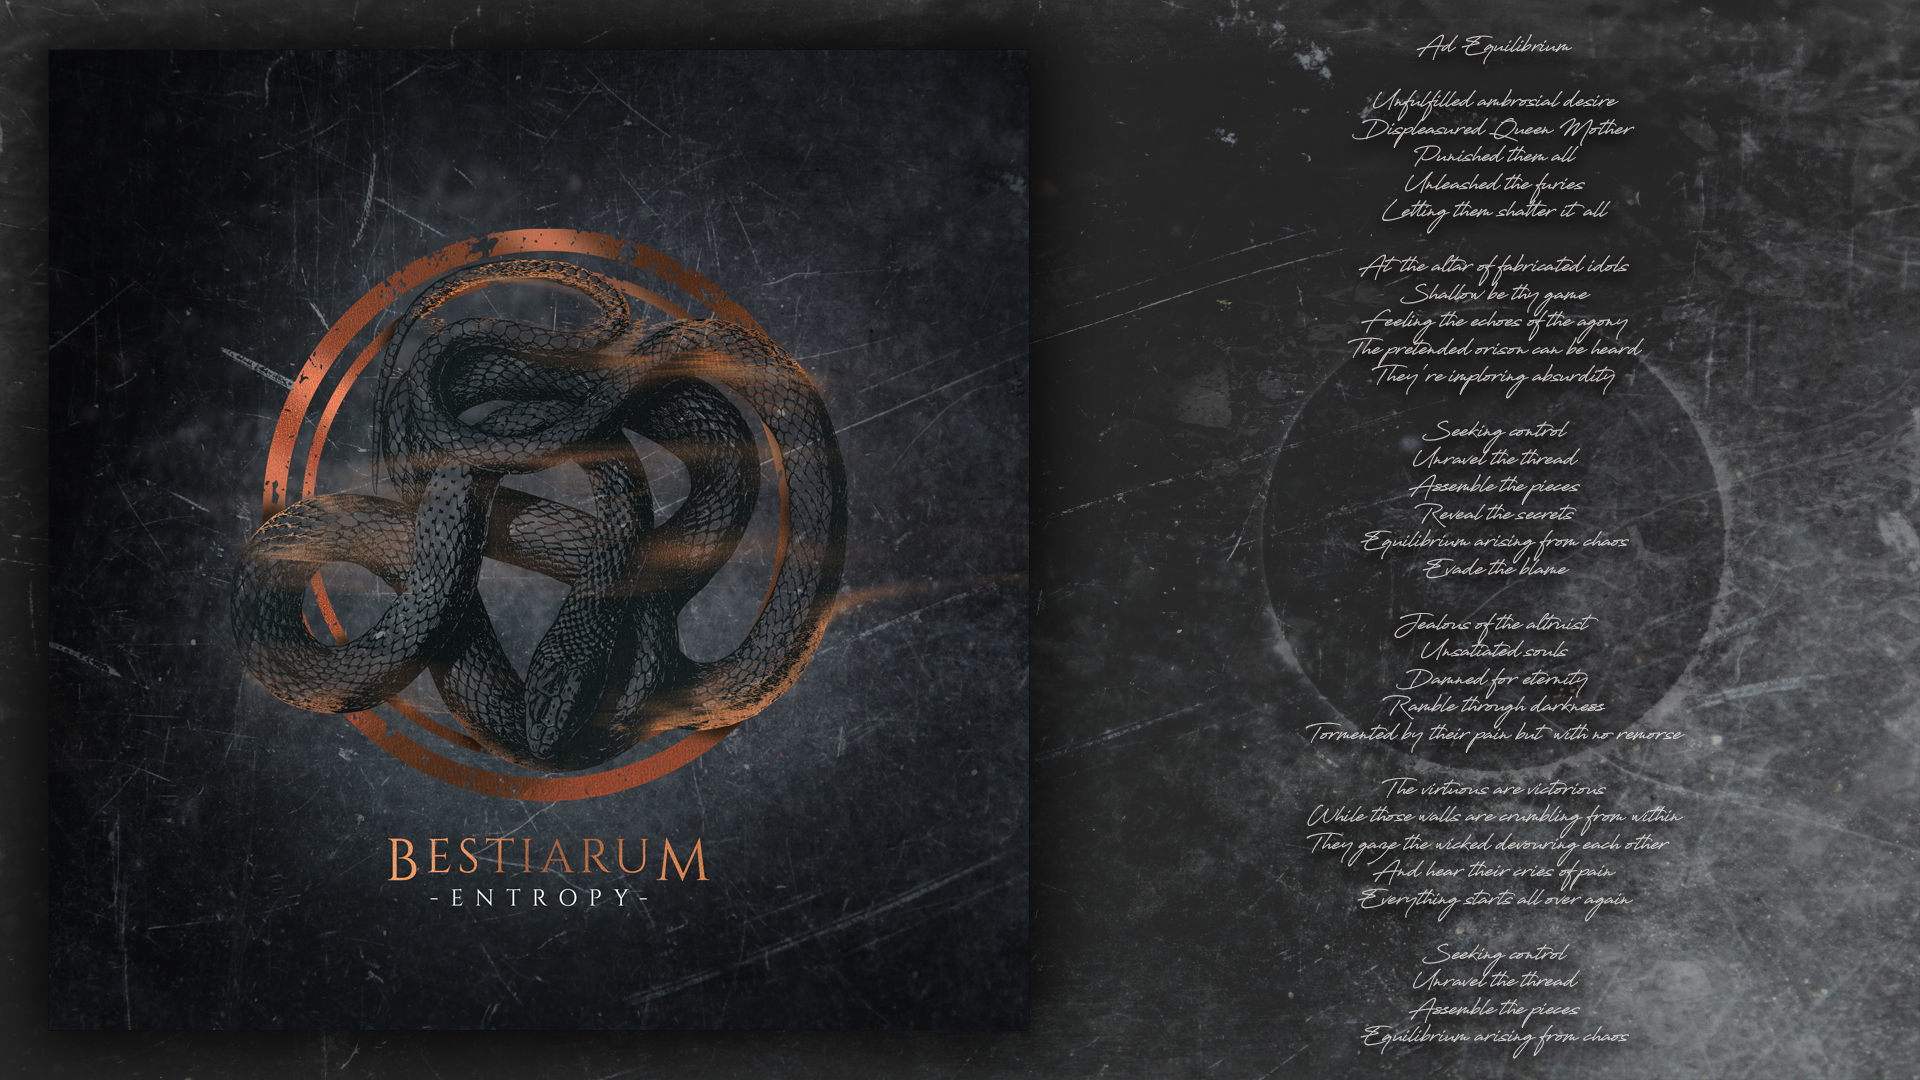 BESTIARUM
-ENTROPY-
Ad Equilibrium
Unfulfilled ambrosial desire
Displeasured Queen Mother
Punished them all
Unleashed the furies
Letting them shatter it all
At the altar of fabricated idols
Shallow be thy game
Feeling the echoes of the agony
The pretended orison can be heard
They're imploring absurdity
Seeking control
Unravel the thread
Assemble the pieces
Reveal the secrets
Equilibrium arising from chaos
Evade the blame
Jealous of the altruist
Unsatiated souls
Damned for eternity
Ramble through darkness
Tormented by their pain but with no remorse
The virtuous are victorious
While those walls are crumbling from within
They gaze the wicked devouring each other
And hear their cries of pain
Everything starts all over again
Seeking control
Unravel the thread
Assemble the pieces
Equilibrium arising from chaos